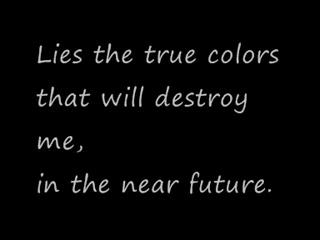 Lies the true colors
that will destroy
me,
in the near future.